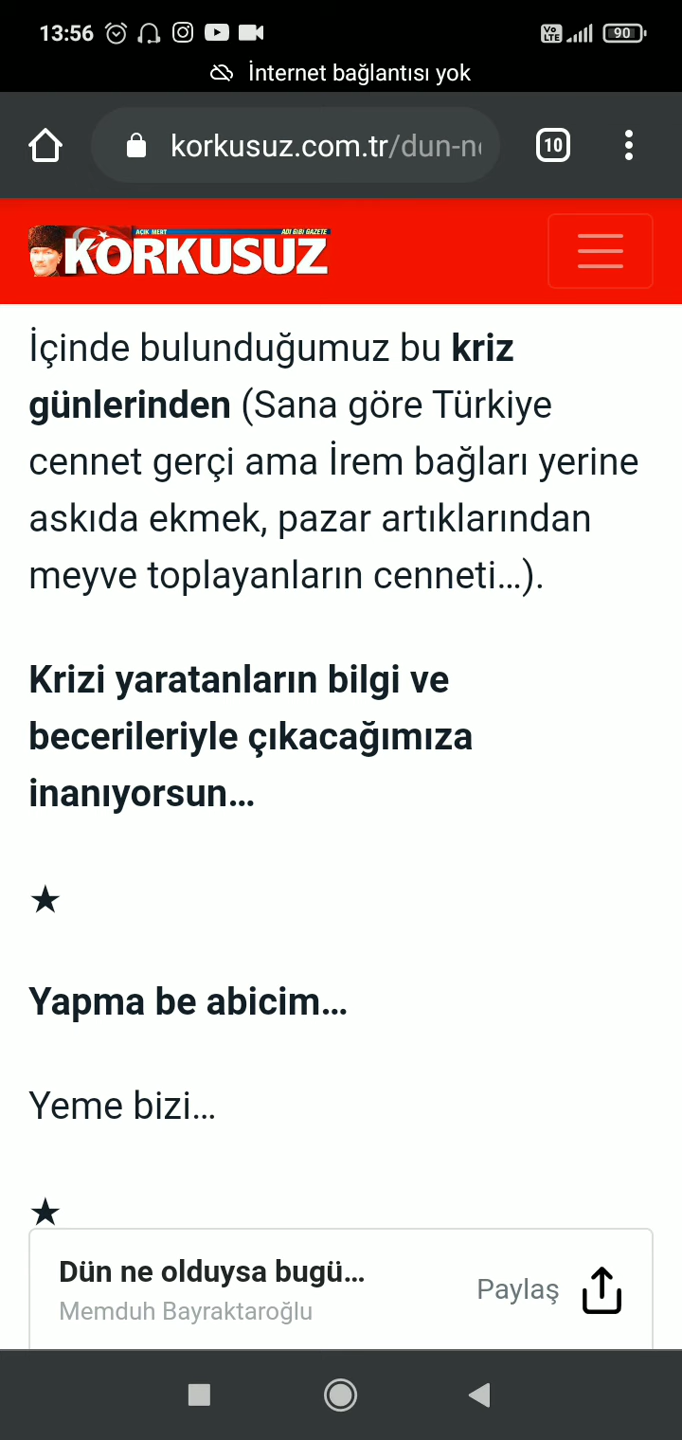 13:56
VoLTE 90
İnternet bağlantısı yok
korkusuz.com.tr/dun-n
10
AÇIK MERT ADI GİBİ GAZETE
KORKUSUZ
İçinde bulunduğumuz bu kriz
günlerinden (Sana göre Türkiye
cennet gerçi ama İrem bağları yerine
askıda ekmek, pazar artıklarından
meyve toplayanların cenneti...).
Krizi yaratanların bilgi ve
becerileriyle çıkacağımıza
inanıyorsun...
★
Yapma be abicim...
Yeme bizi...
★
Dün ne olduysa bugü...
Paylaş
Memduh Bayraktaroğlu